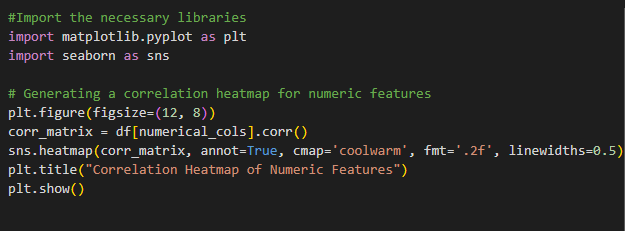 #Import the necessary libraries
import matplotlib.pyplot as plt
import seaborn as sns
# Generating a correlation heatmap for numeric features
plt.figure(figsize=(12, 8))
corr_matrix = df[numerical_cols].corr()
sns.heatmap(corr_matrix, annot=True, cmap='coolwarm', fmt='.2f', linewidths=0.5)
plt.title("Correlation Heatmap of Numeric Features")
plt.show()